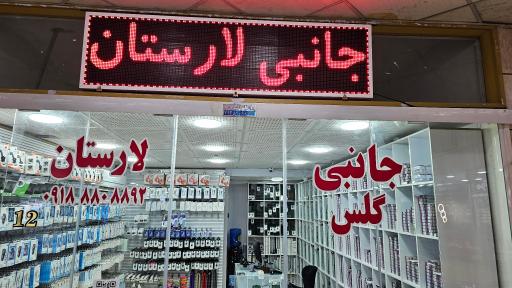 جانبی لارستان
جانبی
گلس
لارستان
۰۹۱۸ ۸۸۰ ۸۸۹۲
12